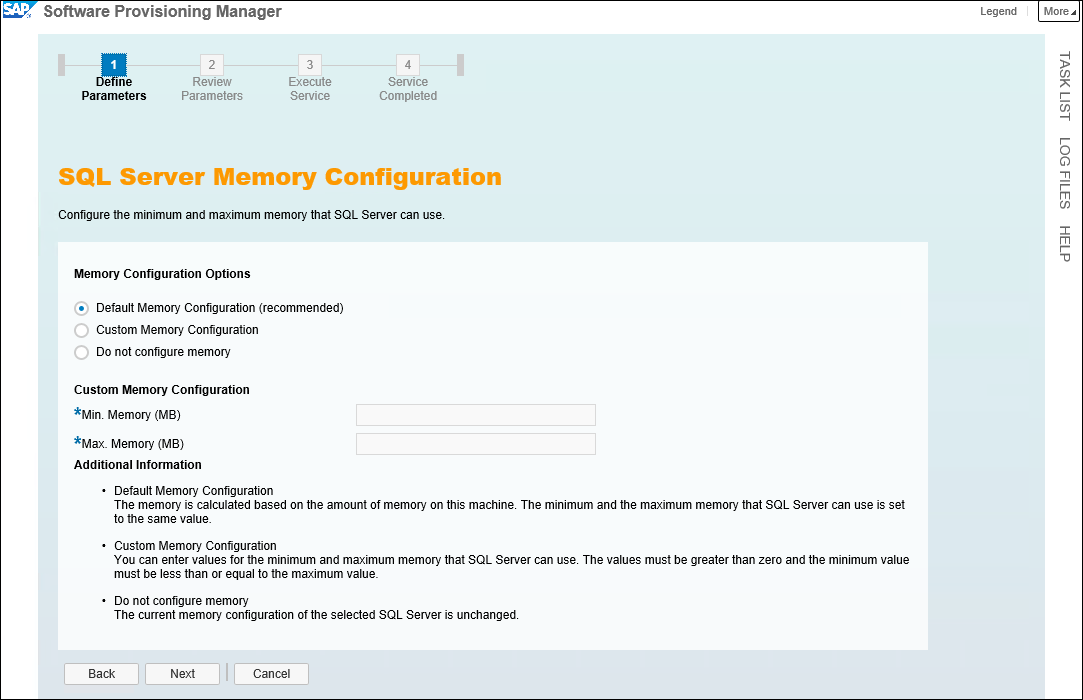 SAP Software Provisioning Manager
Legend
More
1
Define
Parameters
2
Review
Parameters
3
Execute
Service
4
Service
Completed
TASK LIST
LOG FILES
HELP
SQL Server Memory Configuration
Configure the minimum and maximum memory that SQL Server can use.
Memory Configuration Options
Default Memory Configuration (recommended)
Custom Memory Configuration
Do not configure memory
Custom Memory Configuration
*Min. Memory (MB)
*Max. Memory (MB)
Additional Information
• Default Memory Configuration
The memory is calculated based on the amount of memory on this machine. The minimum and the maximum memory that SQL Server can use is set
to the same value.
• Custom Memory Configuration
You can enter values for the minimum and maximum memory that SQL Server can use. The values must be greater than zero and the minimum value
must be less than or equal to the maximum value.
• Do not configure memory
The current memory configuration of the selected SQL Server is unchanged.
Back
Next
Cancel